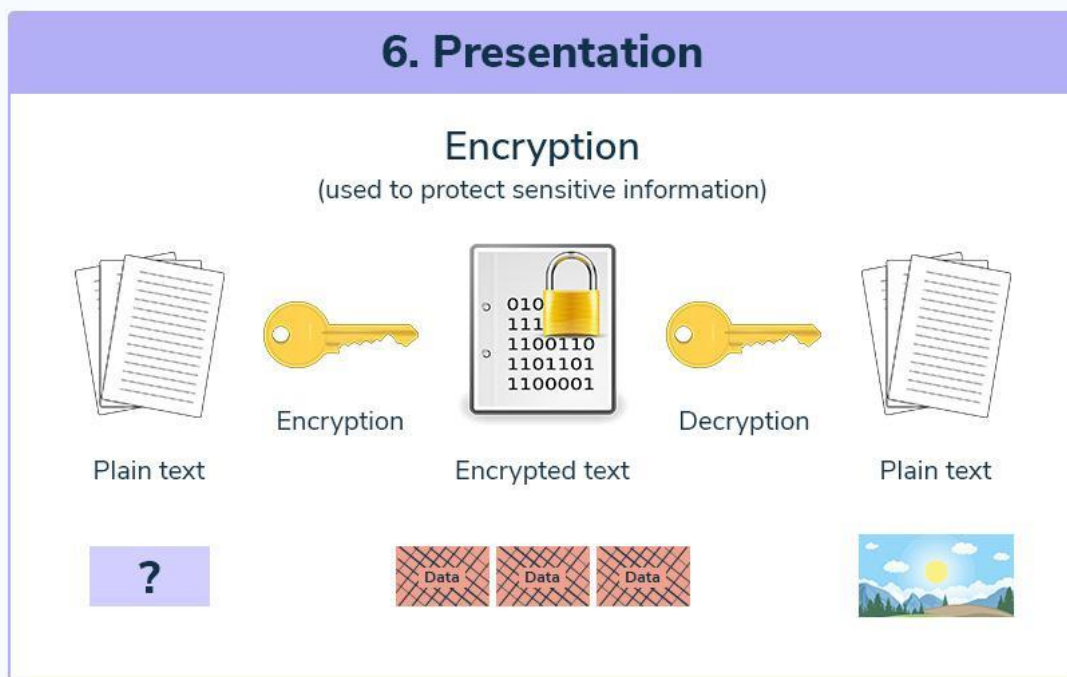 6. Presentation
Encryption
(used to protect sensitive information)
010
111
1100110
1101101
1100001
Encryption
Decryption
Plain text
Encrypted text
Plain text
?
Data
Data
Data